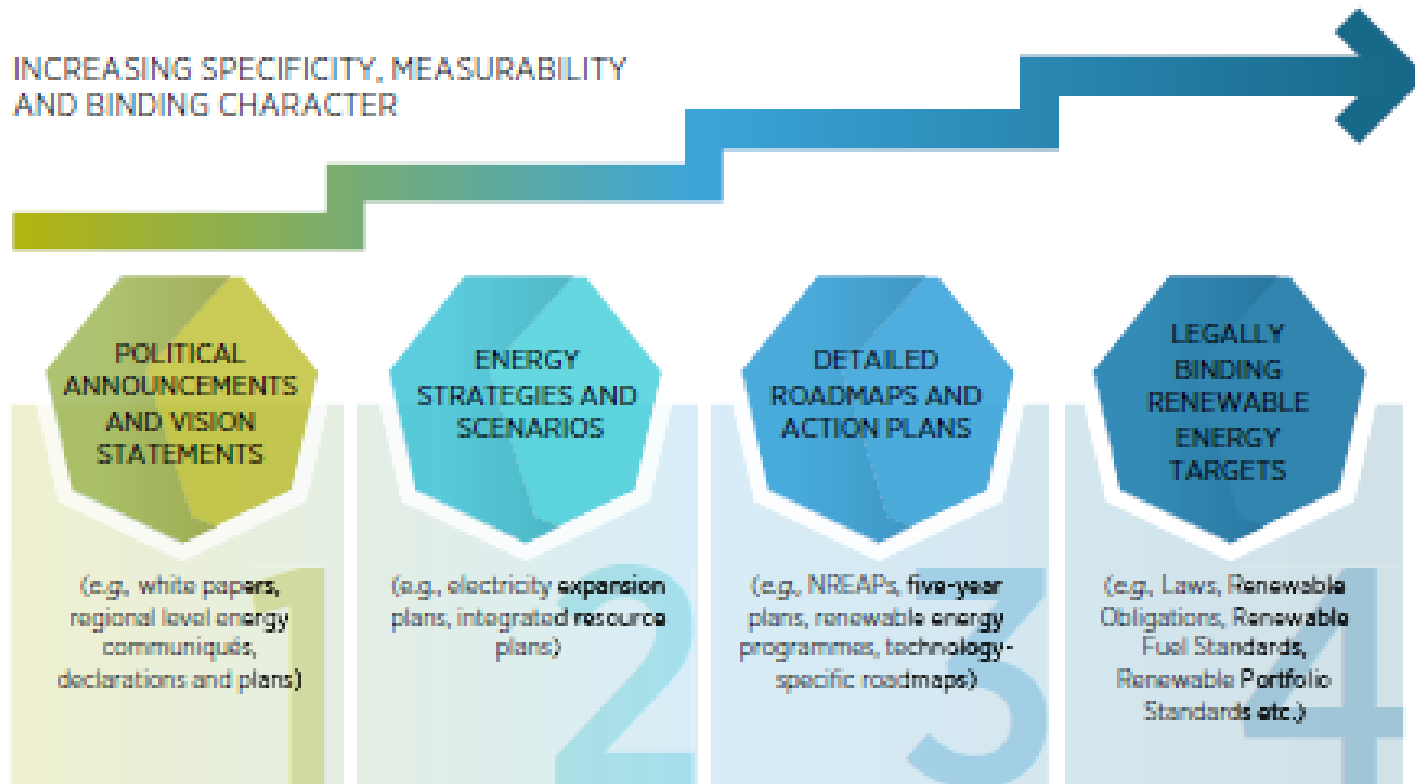 INCREASING SPECIFICITY, MEASURABILITY
AND BINDING CHARACTER
POLITICAL
ANNOUNCEMENTS
AND VISION
STATEMENTS
(e.g., white papers,
regional level energy
communiqués,
declarations and plans)
1
ENERGY
STRATEGIES AND
SCENARIOS
(e.g., electricity expansion
plans, integrated resource
plans)
2
DETAILED
ROADMAPS AND
ACTION PLANS
(e.g., NREAPs, five-year
plans, renewable energy
programmes, technology-
specific roadmaps)
3
LEGALLY
BINDING
RENEWABLE
ENERGY
TARGETS
(e.g., Laws, Renewable
Obligations, Renewable
Fuel Standards,
Renewable Portfolio
Standards etc.)
4